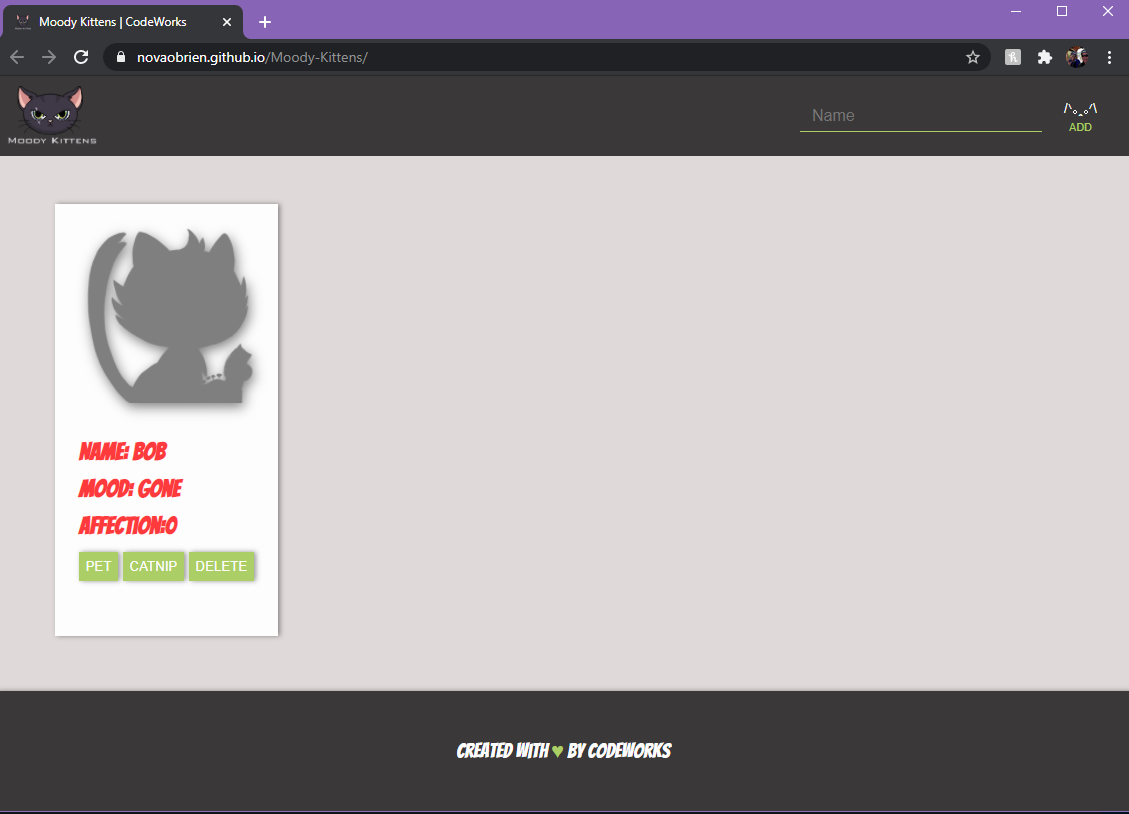 Moody Kittens | CodeWorks
novaobrien.github.io/Moody-Kittens/
MOODY KITTENS
Name
/\∘_∘/\
ADD
NAME: BOB
MOOD: GONE
AFFECTION:0
PET CATNIP DELETE
CREATED WITH ♥ BY CODEWORKS